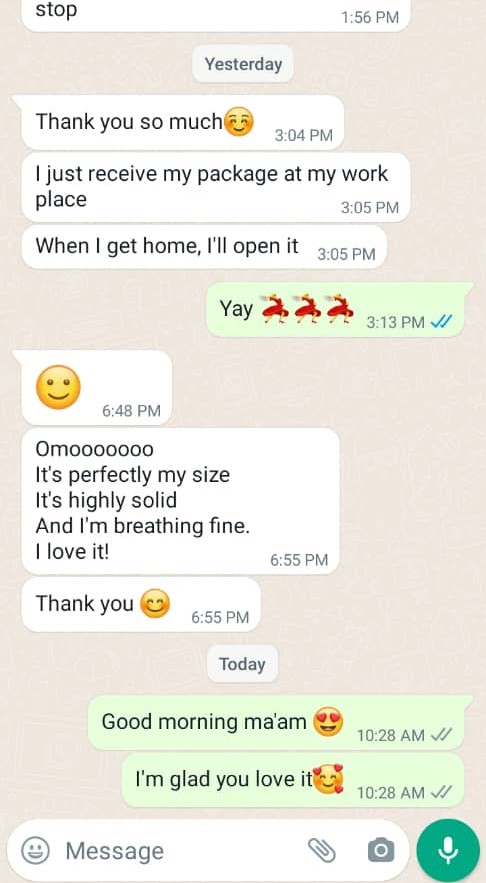 stop
1:56 PM
Yesterday
Thank you so much☺️
3:04 PM
I just receive my package at my work
place
3:05 PM
When I get home, I'll open it
3:05 PM
Yay 💃💃💃
3:13 PM
🙂
6:48 PM
Omooooooo
It's perfectly my size
It's highly solid
And I'm breathing fine.
I love it!
6:55 PM
Thank you 😊
6:55 PM
Today
Good morning ma'am 😍
10:28 AM
I'm glad you love it🥰
10:28 AM
Message